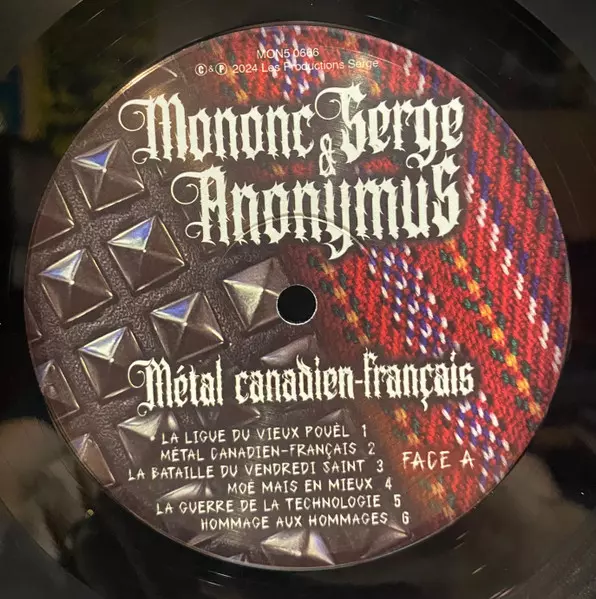 MON5 0666
© & ℗ 2024 Les Productions Serge
Mononc Serge
&
Anonymus
Métal canadien-français
LA LIGUE DU VIEUX POUÊL 1
MÉTAL CANADIEN-FRANÇAIS 2
LA BATAILLE DU VENDREDI SAINT 3
MOÉ MAIS EN MIEUX 4
LA GUERRE DE LA TECHNOLOGIE 5
HOMMAGE AUX HOMMAGES 6
FACE A